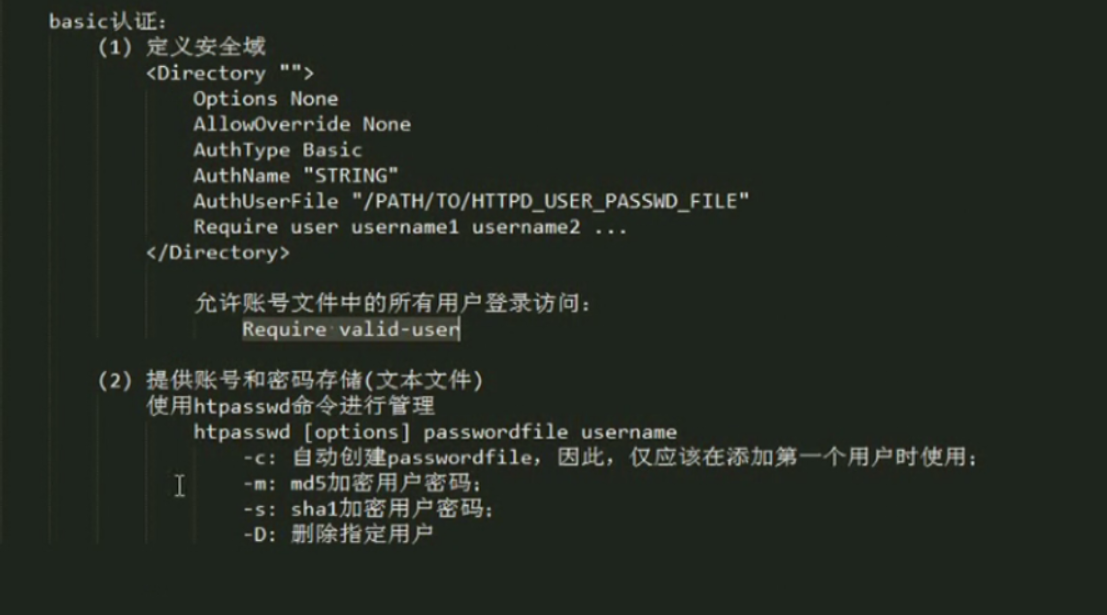 basic认证:
(1) 定义安全域
<Directory "">
Options None
AllowOverride None
AuthType Basic
AuthName "STRING"
AuthUserFile "/PATH/TO/HTTPD_USER_PASSWD_FILE"
Require user username1 username2 ...
</Directory>
允许账号文件中的所有用户登录访问:
Require valid-user
(2) 提供账号和密码存储(文本文件)
使用htpasswd命令进行管理
htpasswd [options] passwordfile username
-c: 自动创建passwordfile, 因此, 仅应该在添加第一个用户时使用;
-m: md5加密用户密码;
-s: sha1加密用户密码;
-D: 删除指定用户